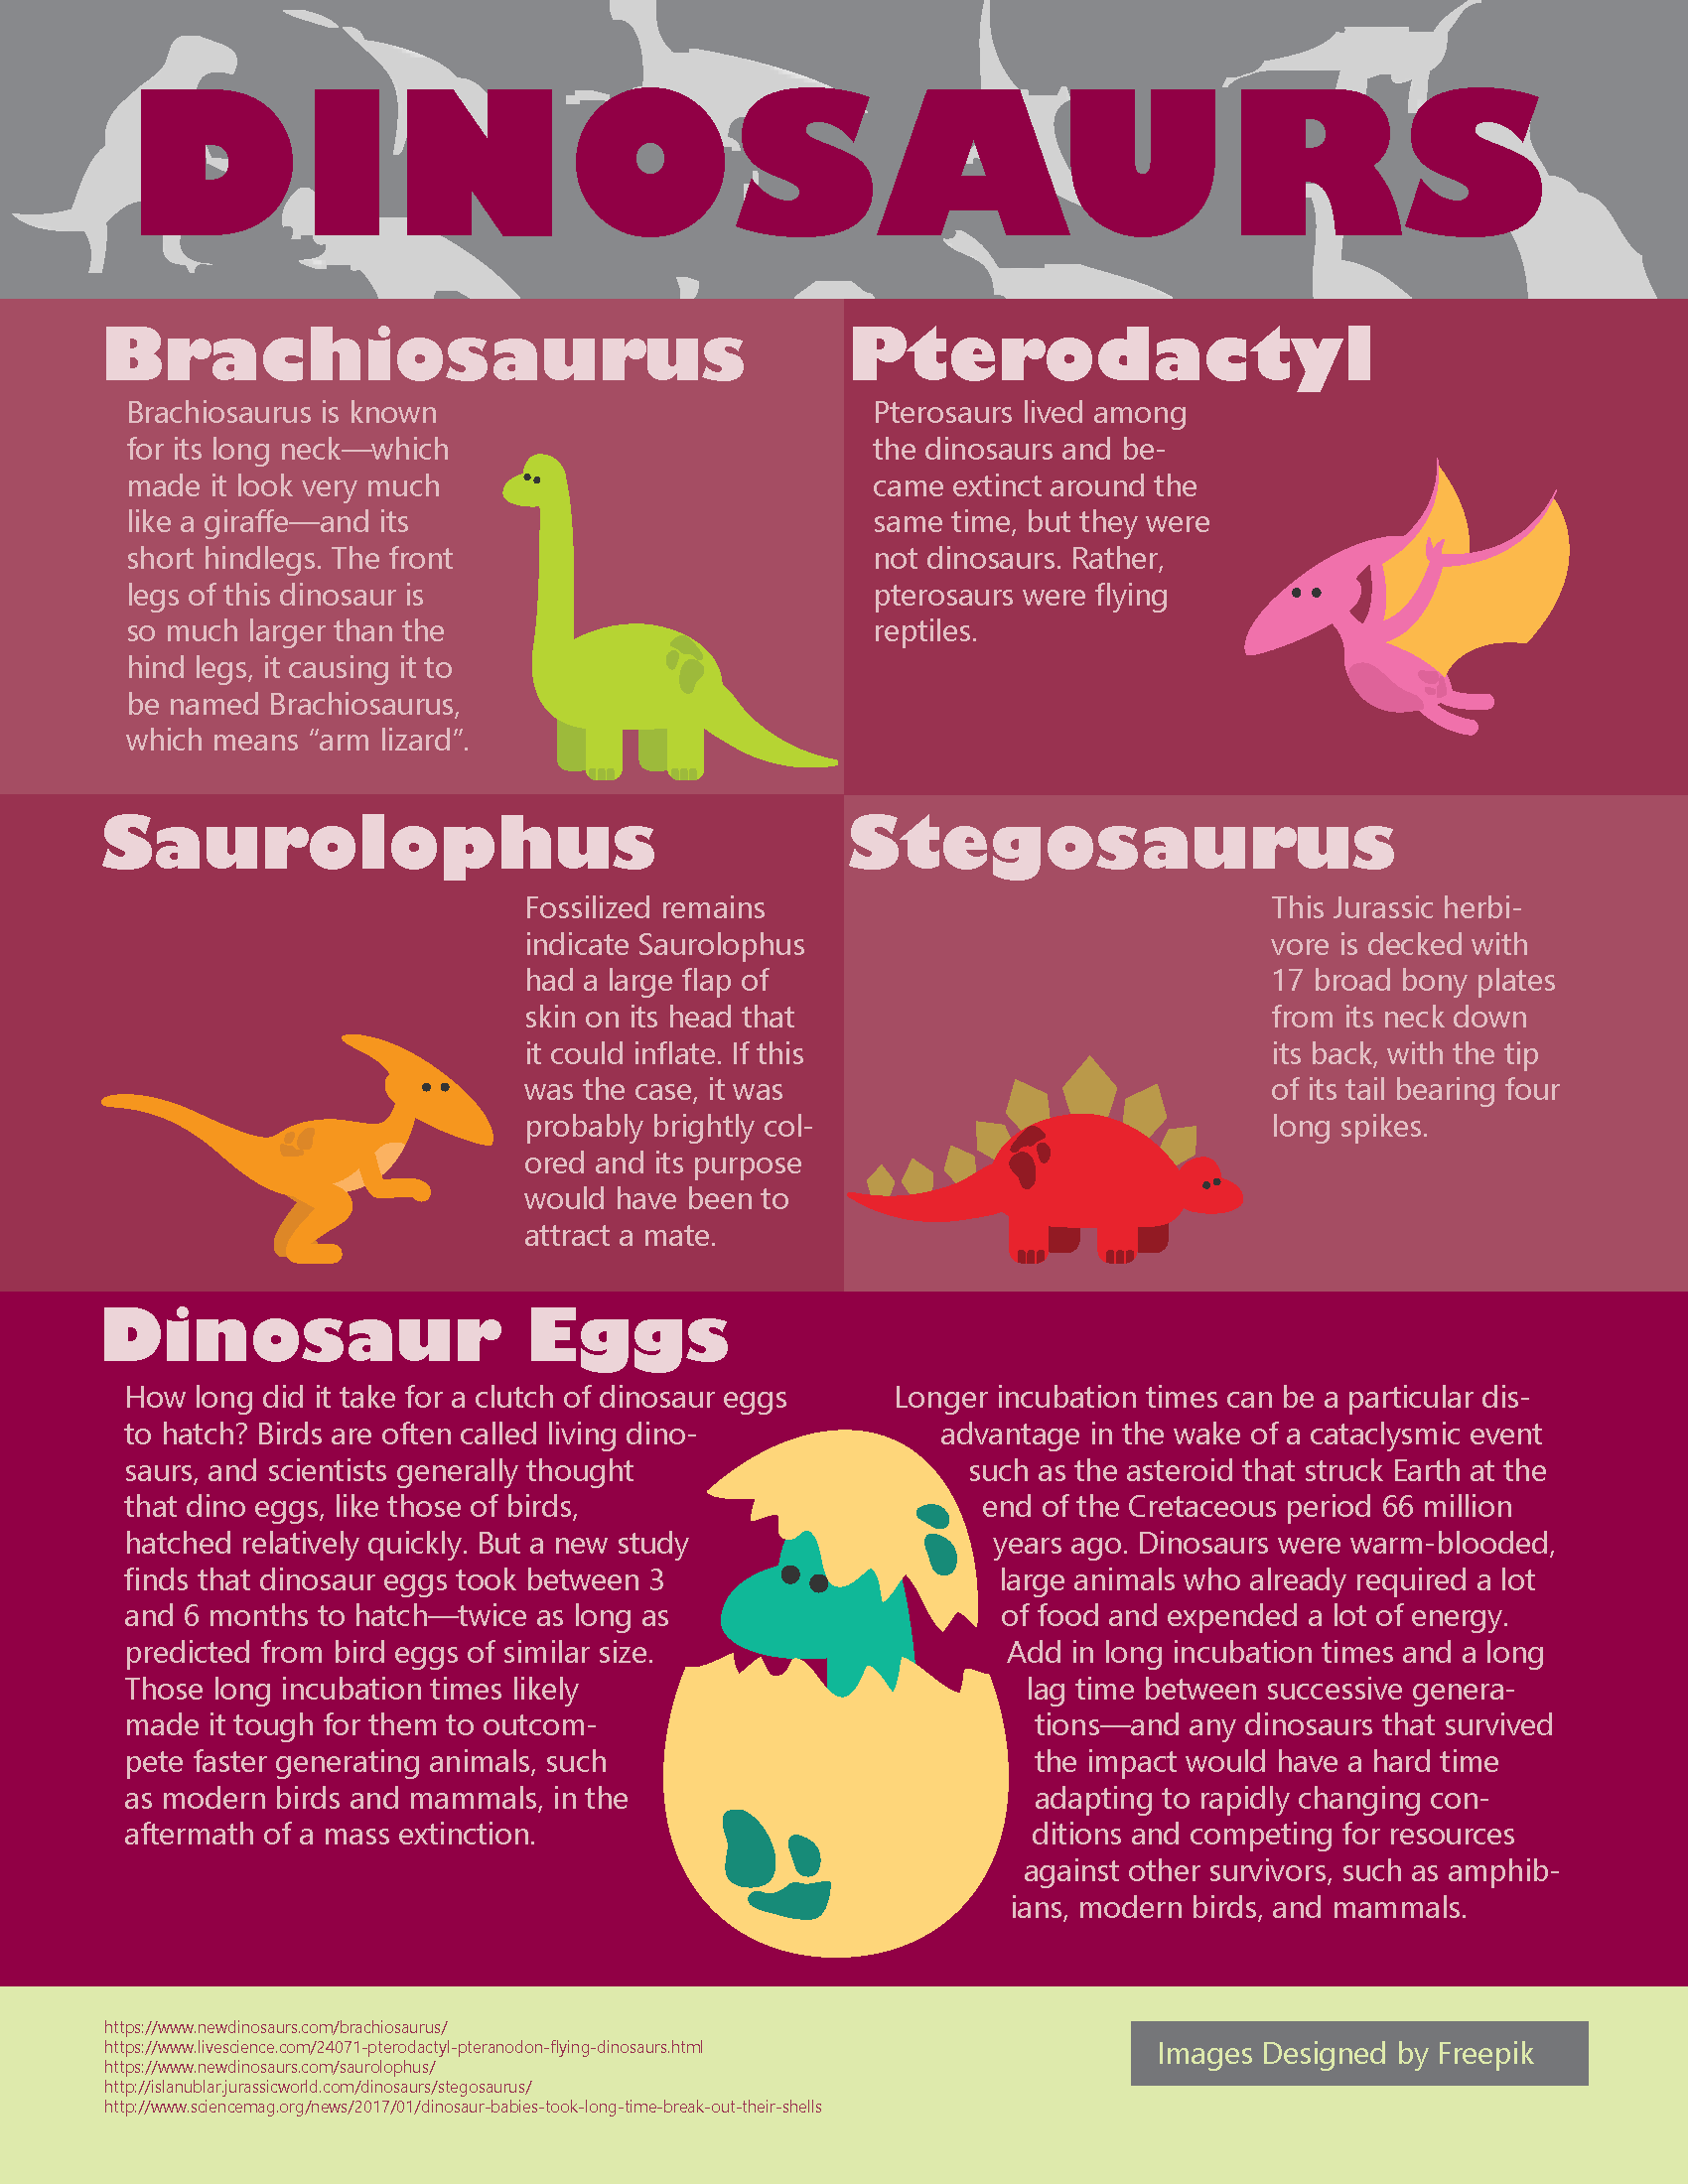 DINOSAURS
Brachiosaurus
Brachiosaurus is known
for its long neck—which
made it look very much
like a giraffe—and its
short hindlegs. The front
legs of this dinosaur is
so much larger than the
hind legs, it causing it to
be named Brachiosaurus,
which means “arm lizard”.
Pterodactyl
Pterosaurs lived among
the dinosaurs and be-
came extinct around the
same time, but they were
not dinosaurs. Rather,
pterosaurs were flying
reptiles.
Saurolophus
Fossilized remains
indicate Saurolophus
had a large flap of
skin on its head that
it could inflate. If this
was the case, it was
probably brightly col-
ored and its purpose
would have been to
attract a mate.
Stegosaurus
This Jurassic herbi-
vore is decked with
17 broad bony plates
from its neck down
its back, with the tip
of its tail bearing four
long spikes.
Dinosaur Eggs
How long did it take for a clutch of dinosaur eggs
to hatch? Birds are often called living dino-
saurs, and scientists generally thought
that dino eggs, like those of birds,
hatched relatively quickly. But a new study
finds that dinosaur eggs took between 3
and 6 months to hatch—twice as long as
predicted from bird eggs of similar size.
Those long incubation times likely
made it tough for them to outcom-
pete faster generating animals, such
as modern birds and mammals, in the
aftermath of a mass extinction.
Longer incubation times can be a particular dis-
advantage in the wake of a cataclysmic event
such as the asteroid that struck Earth at the
end of the Cretaceous period 66 million
years ago. Dinosaurs were warm-blooded,
large animals who already required a lot
of food and expended a lot of energy.
Add in long incubation times and a long
lag time between successive genera-
tions—and any dinosaurs that survived
the impact would have a hard time
adapting to rapidly changing con-
ditions and competing for resources
against other survivors, such as amphib-
ians, modern birds, and mammals.
https://www.newdinosaurs.com/brachiosaurus/
https://www.livescience.com/24071-pterodactyl-pteranodon-flying-dinosaurs.html
https://www.newdinosaurs.com/saurolophus/
http://islanublar.jurassicworld.com/dinosaurs/stegosaurus/
http://www.sciencemag.org/news/2017/01/dinosaur-babies-took-long-time-break-out-their-shells
Images Designed by Freepik